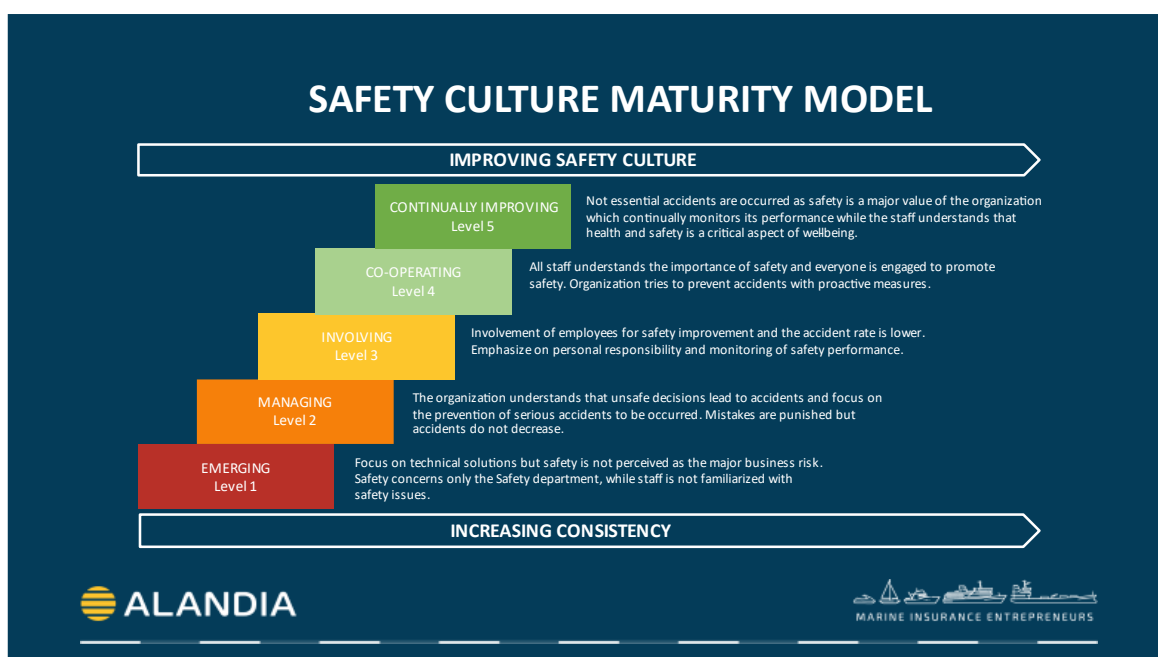 SAFETY CULTURE MATURITY MODEL
IMPROVING SAFETY CULTURE
CONTINUALLY IMPROVING
Level 5
Not essential accidents are occurred as safety is a major value of the organization
which continually monitors its performance while the staff understands that
health and safety is a critical aspect of wellbeing.
CO-OPERATING
Level 4
All staff understands the importance of safety and everyone is engaged to promote
safety. Organization tries to prevent accidents with proactive measures.
INVOLVING
Level 3
Involvement of employees for safety improvement and the accident rate is lower.
Emphasize on personal responsibility and monitoring of safety performance.
MANAGING
Level 2
The organization understands that unsafe decisions lead to accidents and focus on
the prevention of serious accidents to be occurred. Mistakes are punished but
accidents do not decrease.
EMERGING
Level 1
Focus on technical solutions but safety is not perceived as the major business risk.
Safety concerns only the Safety department, while staff is not familiarized with
safety issues.
INCREASING CONSISTENCY
ALANDIA
MARINE INSURANCE ENTREPRENEURS